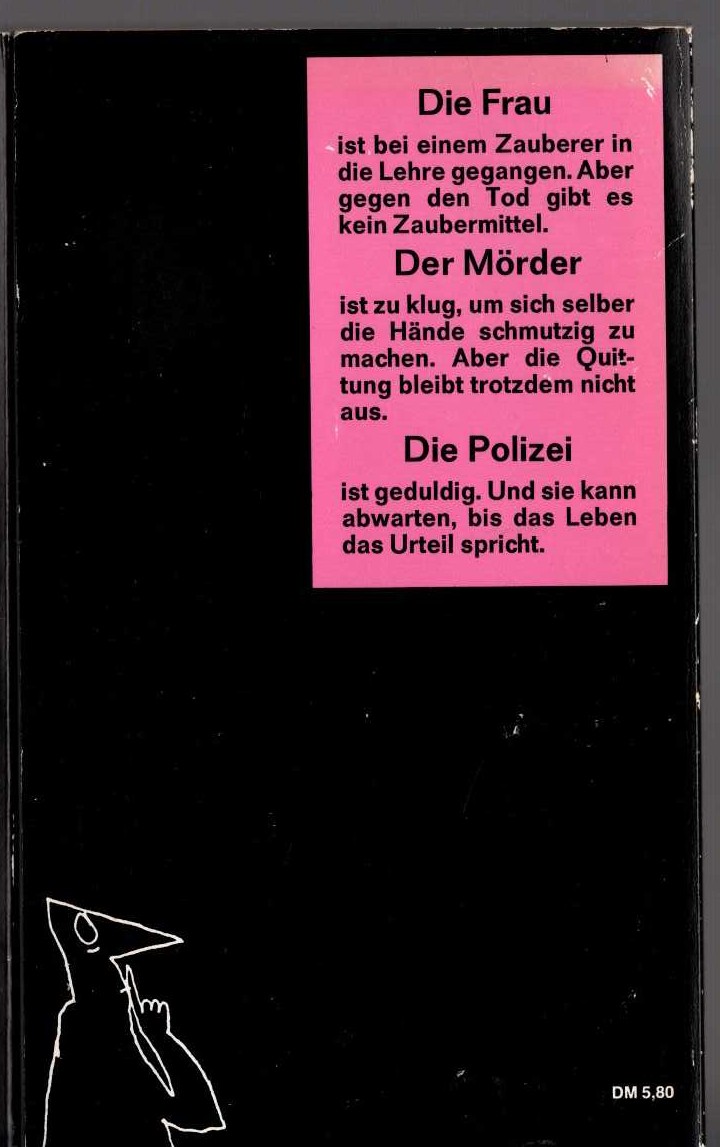 Die Frau
ist bei einem Zauberer in
die Lehre gegangen. Aber
gegen den Tod gibt es
kein Zaubermittel.
Der Mörder
ist zu klug, um sich selber
die Hände schmutzig zu
machen. Aber die Quit-
tung bleibt trotzdem nicht
aus.
Die Polizei
ist geduldig. Und sie kann
abwarten, bis das Leben
das Urteil spricht.
DM 5,80